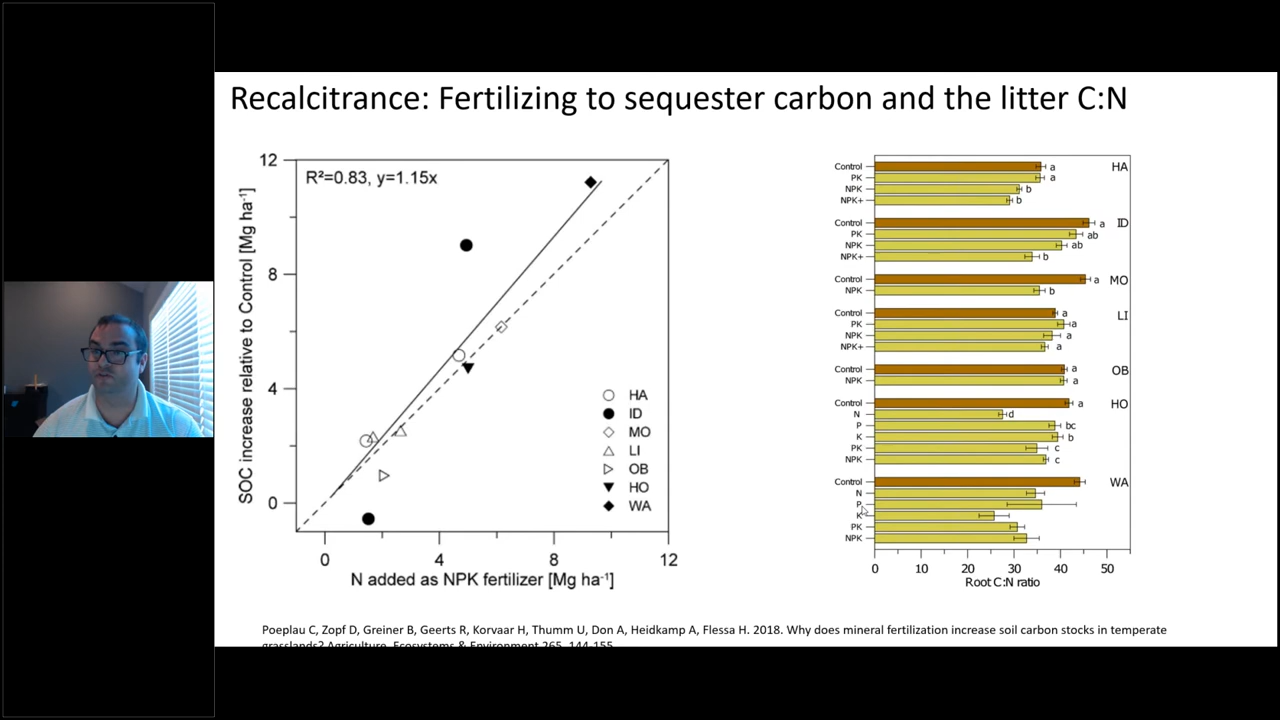 Recalcitrance: Fertilizing to sequester carbon and the litter C:N
12
R²=0.83, y=1.15x
8
4
0
SOC increase relative to Control [Mg ha⁻¹]
HA
ID
MO
LI
OB
HO
WA
0 4 8 12
N added as NPK fertilizer [Mg ha⁻¹]
Control a HA
PK a
NPK b
NPK+ b
Control a ID
PK ab
NPK ab
NPK+ b
Control a MO
NPK b
Control a LI
PK a
NPK a
NPK+ a
Control a OB
NPK a
Control a HO
N d
P bc
K b
PK c
NPK c
Control WA
N
P
K
PK
NPK
0 10 20 30 40 50
Root C:N ratio
Poeplau C, Zopf D, Greiner B, Geerts R, Korvaar H, Thumm U, Don A, Heidkamp A, Flessa H. 2018. Why does mineral fertilization increase soil carbon stocks in temperate
grasslands? Agriculture, Ecosystems & Environment 265, 144-155